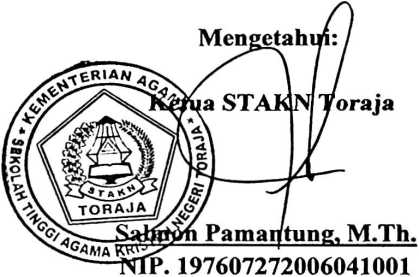 Mengetahui:
Ketua STAKN Toraja
KEMENTERIAN AGAMA
SEKOLAH TINGGI AGAMA KRISTEN NEGERI TORAJA
STAKN
TORAJA
Salmon Pamantung, M.Th.
NIP. 197607272006041001